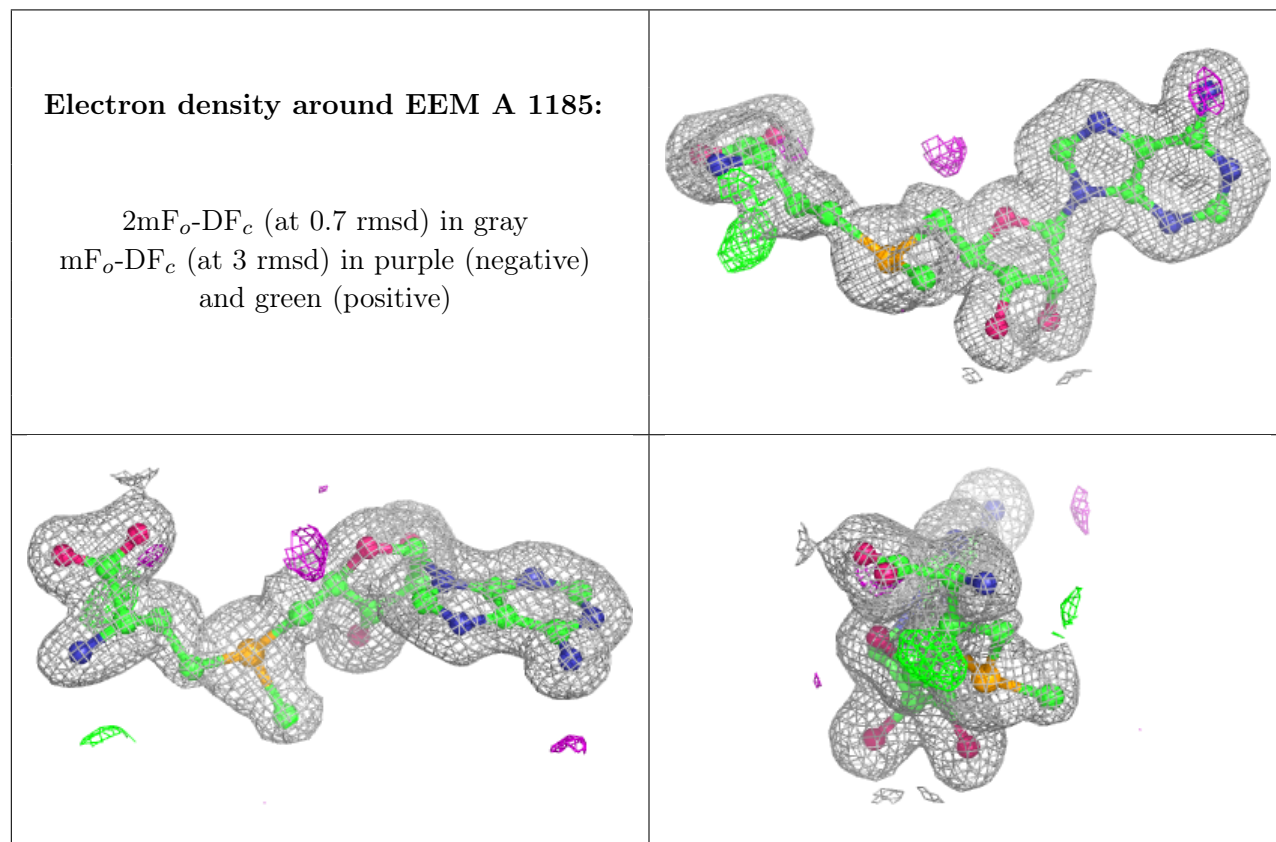 Electron density around EEM A 1185:
2mFo-DFc (at 0.7 rmsd) in gray
mFo-DFc (at 3 rmsd) in purple (negative)
and green (positive)